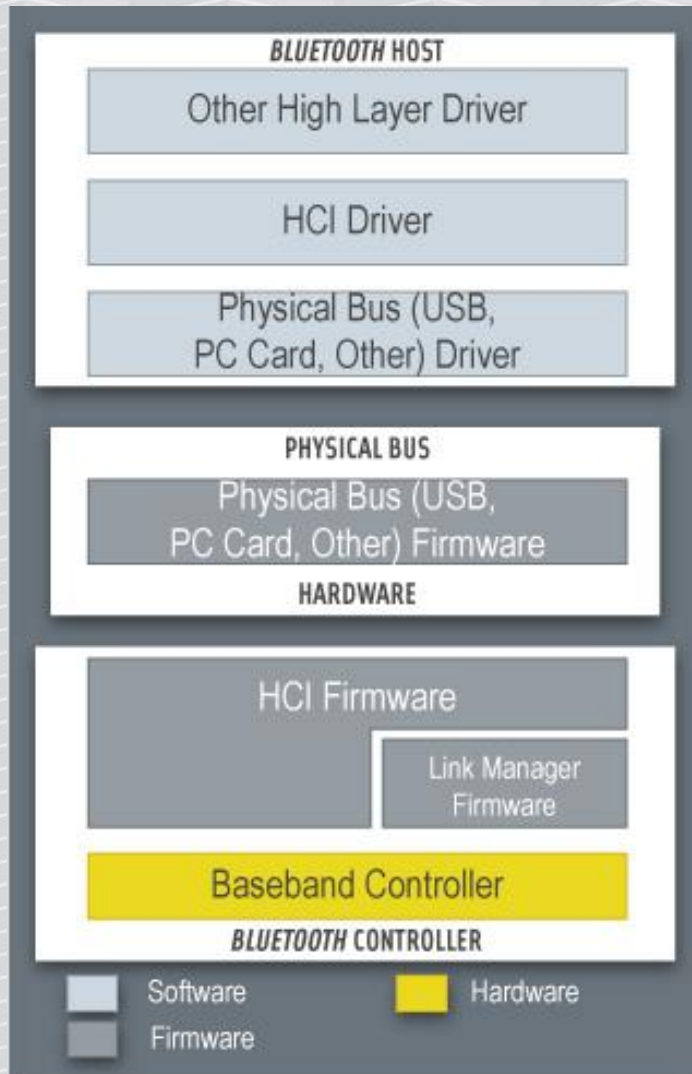 BLUETOOTH HOST
Other High Layer Driver
HCI Driver
Physical Bus (USB,
PC Card, Other) Driver
PHYSICAL BUS
Physical Bus (USB,
PC Card, Other) Firmware
HARDWARE
HCI Firmware
Link Manager
Firmware
Baseband Controller
BLUETOOTH CONTROLLER
Software
Hardware
Firmware